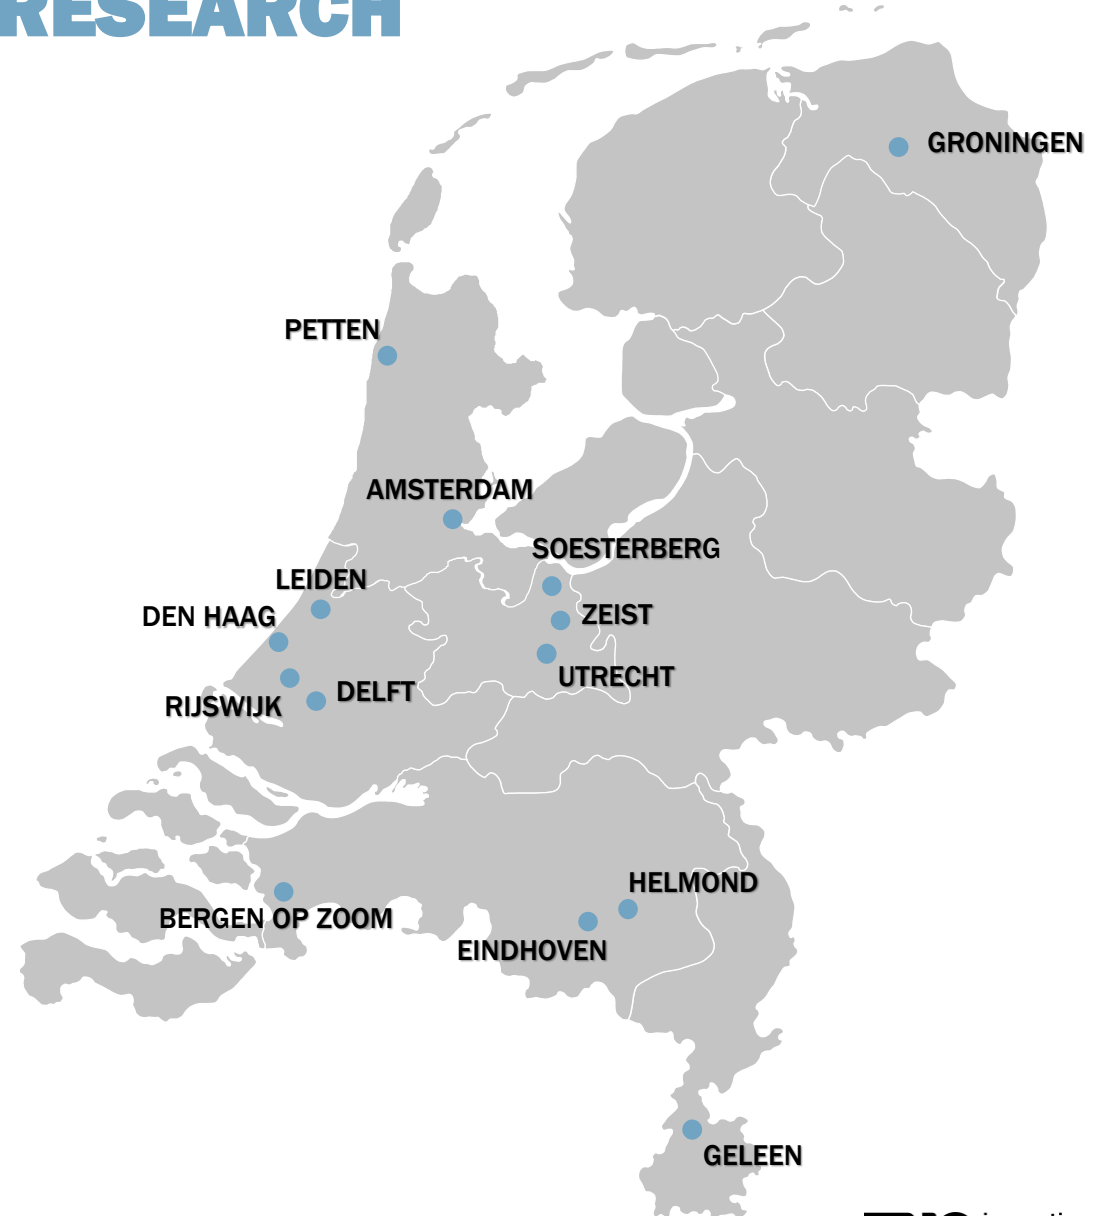 RESEARCH
GRONINGEN
PETTEN
AMSTERDAM
SOESTERBERG
LEIDEN
DEN HAAG
ZEIST
UTRECHT
DELFT
RIJSWIJK
HELMOND
BERGEN OP ZOOM
EINDHOVEN
GELEEN